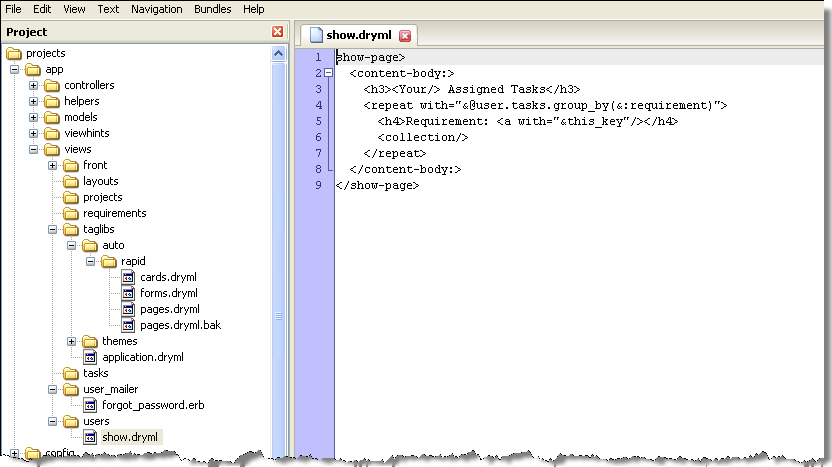 File Edit View Text Navigation Bundles Help
Project
projects
app
controllers
helpers
models
viewhints
views
front
layouts
projects
requirements
taglibs
auto
rapid
cards.dryml
forms.dryml
pages.dryml
pages.dryml.bak
themes
application.dryml
tasks
user_mailer
forgot_password.erb
users
show.dryml
config
show.dryml
1 show-page>
2 <content-body:>
3 <h3><Your/> Assigned Tasks</h3>
4 <repeat with="&@user.tasks.group_by(&:requirement)">
5 <h4>Requirement: <a with="&this_key"/></h4>
6 <collection/>
7 </repeat>
8 </content-body:>
9 </show-page>